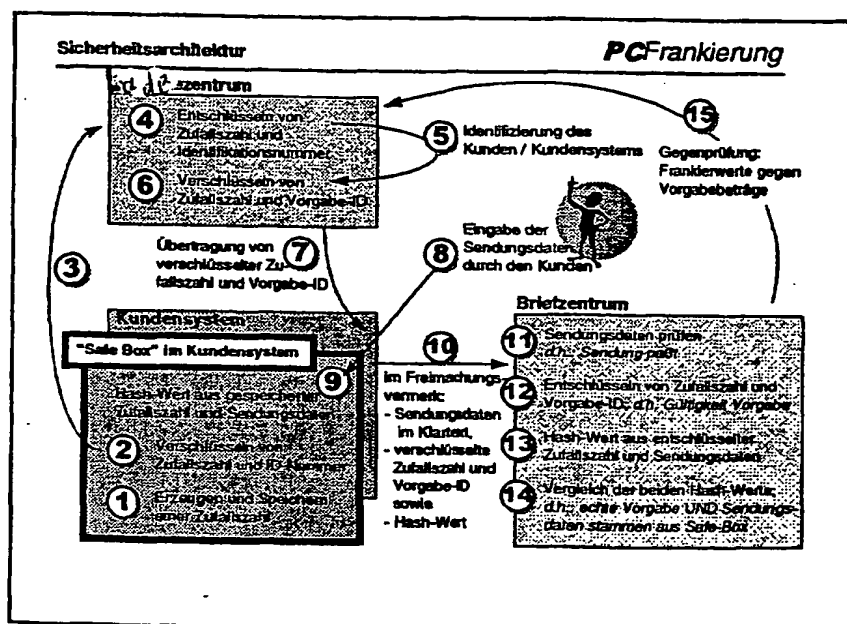 Sicherheitsarchitektur
PCFrankierung
zentrum
4
Entschlüsseln von
Zufallszahl und
Identifikationsnummer
6
Verschlüsseln von
Zufallszahl und Vorgabe-ID
5
Identifizierung des
Kunden / Kundensystems
15
Gegenprüfung:
Frankierwerte gegen
Vorgabebeträge
3
Übertragung von
verschlüsselter Zu-
fallszahl und Vorgabe-ID
7
8
Eingabe der
Sendungsdaten
durch den Kunden
Kundensystem
"Safe Box" im Kundensystem
9
Hash-Wert aus gespeicherter
Zufallszahl und Sendungsdaten
2
Verschlüsseln von
Zufallszahl und ID-Nummer
1
Erzeugen und Speichern
einer Zufallszahl
10
im Freimachungs-
vermerk:
- Sendungsdaten
im Klartext,
- verschlüsselte
Zufallszahl und
Vorgabe-ID
sowie
- Hash-Wert
Briefzentrum
11
Sendungsdaten prüfen
d.h.: Sendung paßt
12
Entschlüsseln von Zufallszahl und
Vorgabe-ID: d.h.: Gültigkeit Vorgabe
13
Hash-Wert aus entschlüsselter
Zufallszahl und Sendungsdaten
14
Vergleich der beiden Hash-Werte:
d.h.: echte Vorgabe UND Sendungs-
daten stammen aus Safe-Box